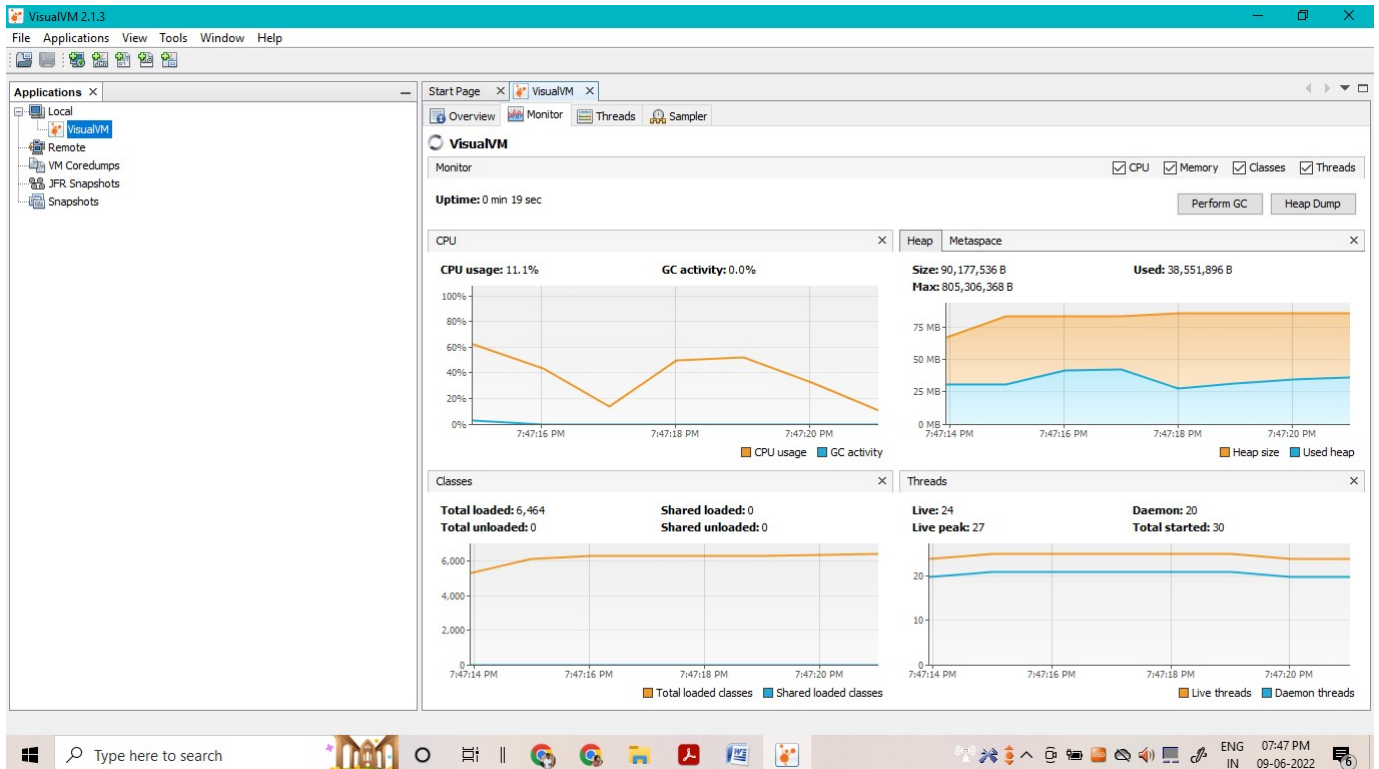 VisualVM 2.1.3
File Applications View Tools Window Help
Applications
Local
VisualVM
Remote
VM Coredumps
JFR Snapshots
Snapshots
Start Page VisualVM
Overview Monitor Threads Sampler
VisualVM
Monitor CPU Memory Classes Threads
Uptime: 0 min 19 sec Perform GC Heap Dump
CPU
CPU usage: 11.1% GC activity: 0.0%
100%
80%
60%
40%
20%
0%
7:47:16 PM 7:47:18 PM 7:47:20 PM
CPU usage GC activity
Heap Metaspace
Size: 90,177,536 B Used: 38,551,896 B
Max: 805,306,368 B
75 MB
50 MB
25 MB
0 MB
7:47:14 PM 7:47:16 PM 7:47:18 PM 7:47:20 PM
Heap size Used heap
Classes
Total loaded: 6,464 Shared loaded: 0
Total unloaded: 0 Shared unloaded: 0
6,000
4,000
2,000
0
7:47:14 PM 7:47:16 PM 7:47:18 PM 7:47:20 PM
Total loaded classes Shared loaded classes
Threads
Live: 24 Daemon: 20
Live peak: 27 Total started: 30
20
10
0
7:47:14 PM 7:47:16 PM 7:47:18 PM 7:47:20 PM
Live threads Daemon threads
Type here to search
ENG 07:47 PM
IN 09-06-2022
6